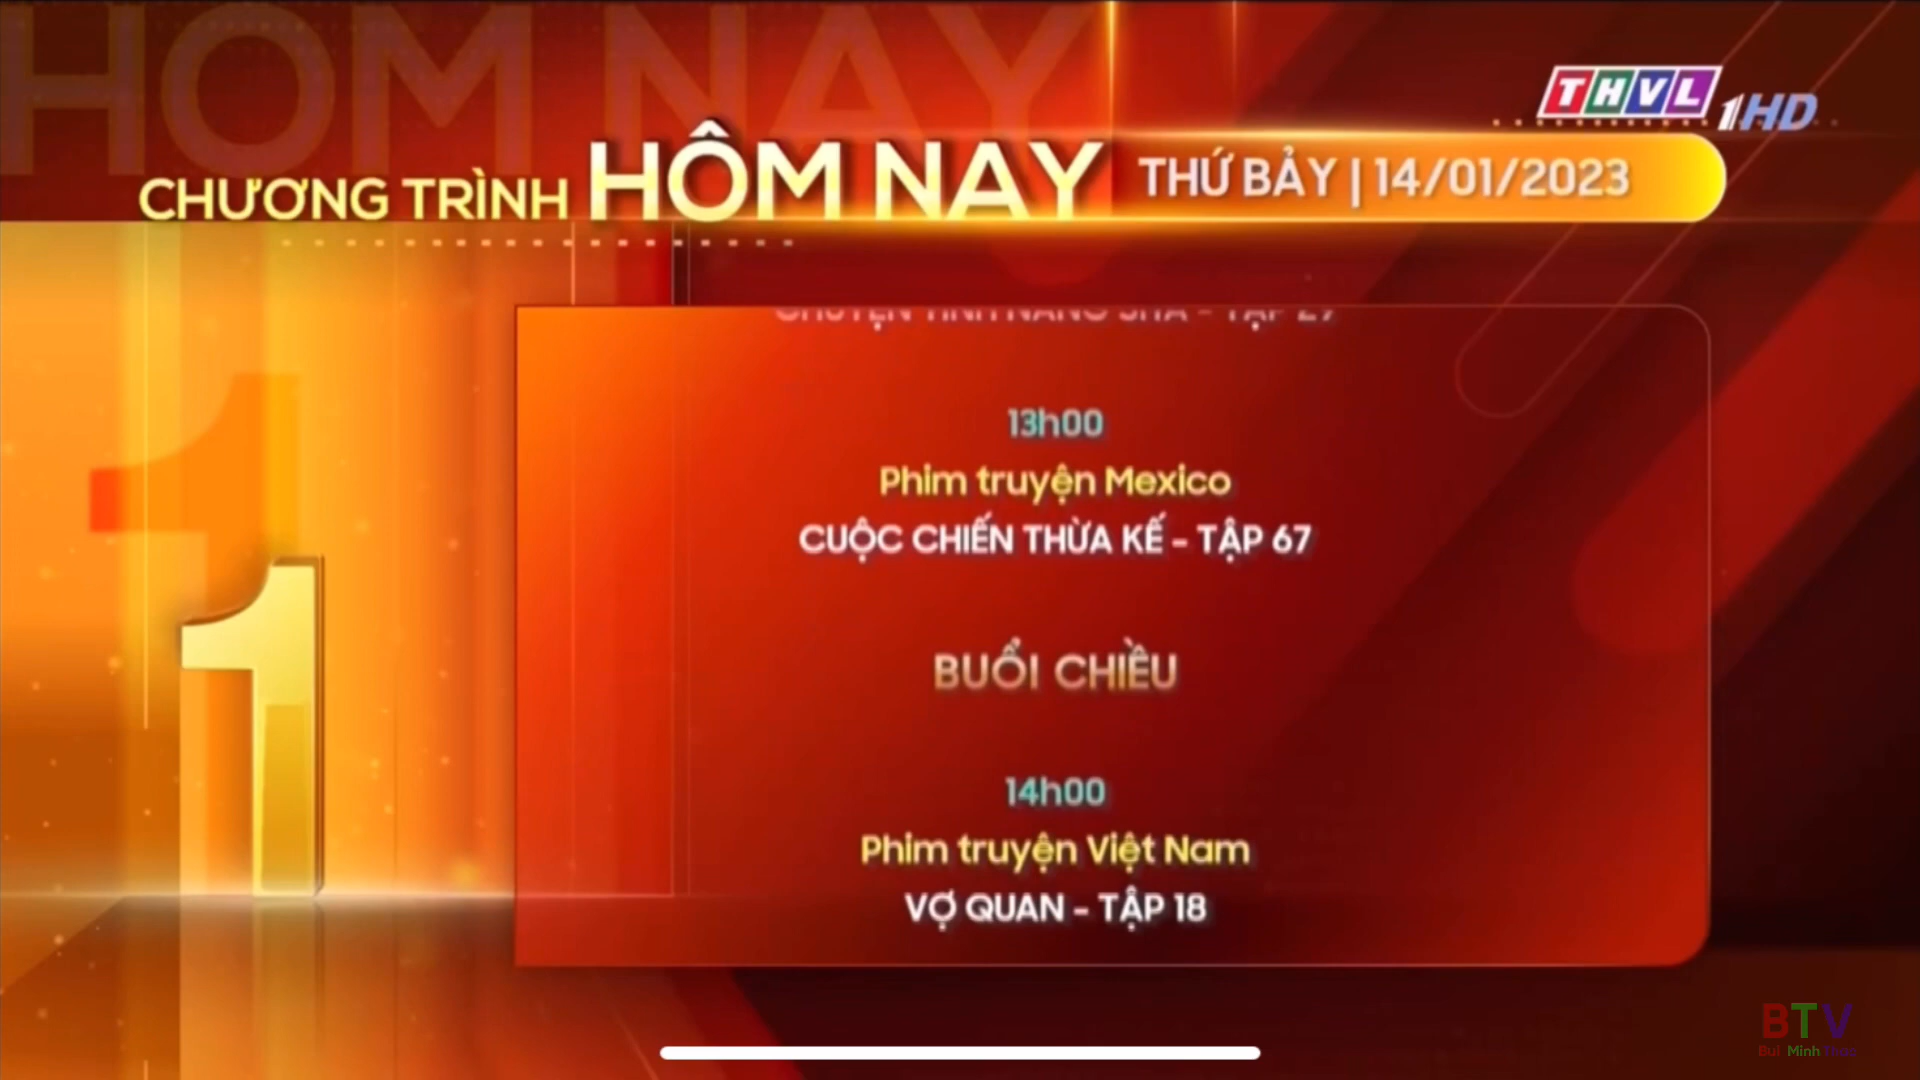 HOM NAY
THVL 1HD
CHƯƠNG TRÌNH HÔM NAY THỨ BẢY | 14/01/2023
13h00
Phim truyện Mexico
CUỘC CHIẾN THỪA KẾ - TẬP 67
BUỔI CHIỀU
14h00
Phim truyện Việt Nam
VỢ QUAN - TẬP 18
1
BTV
Bui Minh Thao